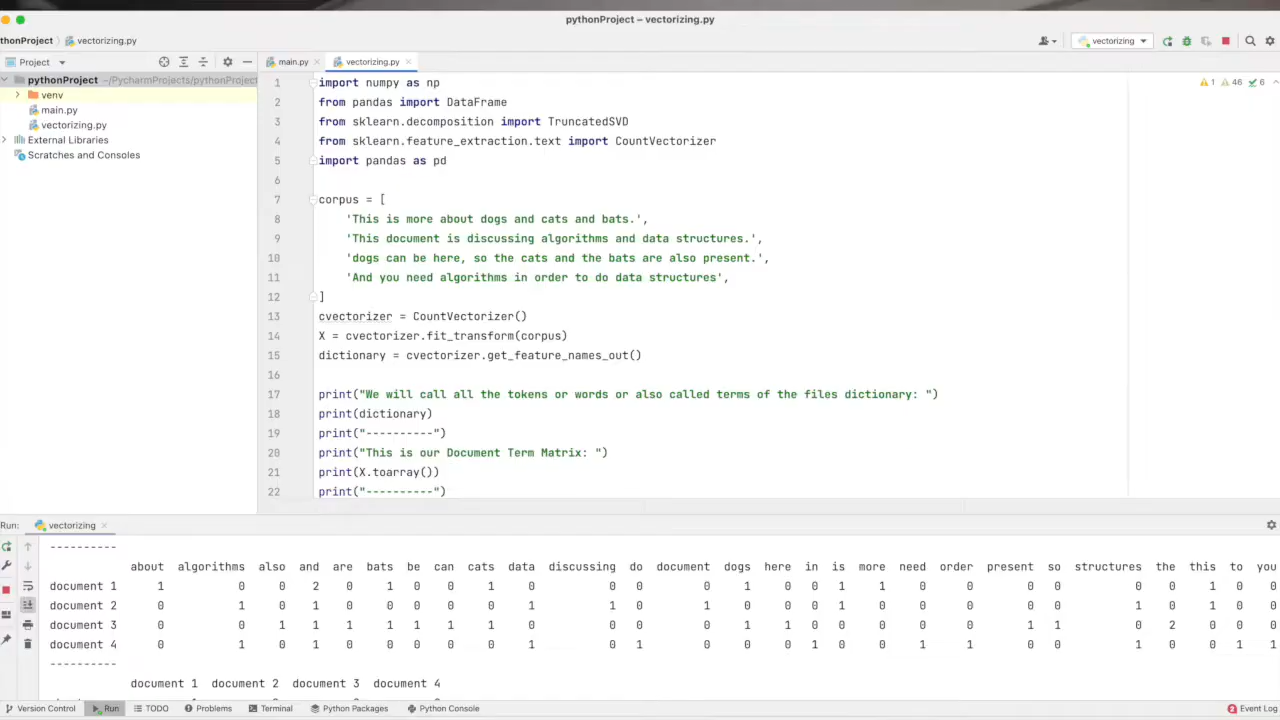 pythonProject – vectorizing.py
thonProject vectorizing.py
vectorizing
Project
main.py vectorizing.py
pythonProject ~/PycharmProjects/pythonProject
venv
main.py
vectorizing.py
External Libraries
Scratches and Consoles
1 46 6
1 import numpy as np
2 from pandas import DataFrame
3 from sklearn.decomposition import TruncatedSVD
4 from sklearn.feature_extraction.text import CountVectorizer
5 import pandas as pd
6
7 corpus = [
8 'This is more about dogs and cats and bats.',
9 'This document is discussing algorithms and data structures.',
10 'dogs can be here, so the cats and the bats are also present.',
11 'And you need algorithms in order to do data structures',
12 ]
13 cvectorizer = CountVectorizer()
14 X = cvectorizer.fit_transform(corpus)
15 dictionary = cvectorizer.get_feature_names_out()
16
17 print("We will call all the tokens or words or also called terms of the files dictionary: ")
18 print(dictionary)
19 print("----------")
20 print("This is our Document Term Matrix: ")
21 print(X.toarray())
22 print("----------")
Run: vectorizing
----------
about algorithms also and are bats be can cats data discussing do document dogs here in is more need order present so structures the this to you
document 1 1 0 0 2 0 1 0 0 1 0 0 0 0 1 0 0 1 1 0 0 0 0 0 0 1 0 0
document 2 0 1 0 1 0 0 0 0 0 1 1 0 1 0 0 0 1 0 0 0 0 0 1 0 1 0 0
document 3 0 0 1 1 1 1 1 1 1 0 0 0 0 1 1 0 0 0 0 0 1 1 0 2 0 0 0
document 4 0 1 0 1 0 0 0 0 0 1 0 1 0 0 0 1 0 0 1 1 0 0 1 0 0 1 1
----------
document 1 document 2 document 3 document 4
Version Control Run TODO Problems Terminal Python Packages Python Console 2 Event Log